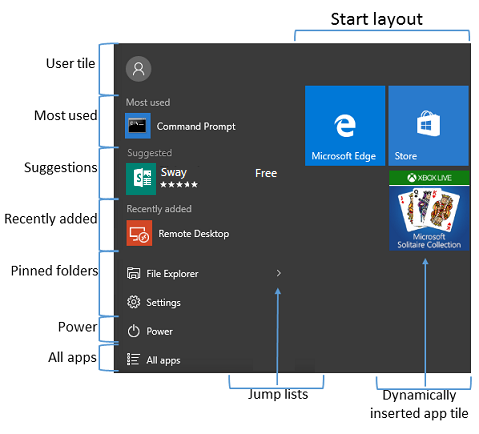 Start layout
User tile
Most used
Most used
Command Prompt
Microsoft Edge
Store
Suggestions
Suggested
Sway
Free
XBOX LIVE
Recently added
Recently added
Remote Desktop
Microsoft
Solitaire Collection
Pinned folders
File Explorer
Settings
Power
Power
All apps
All apps
Jump lists
Dynamically
inserted app tile